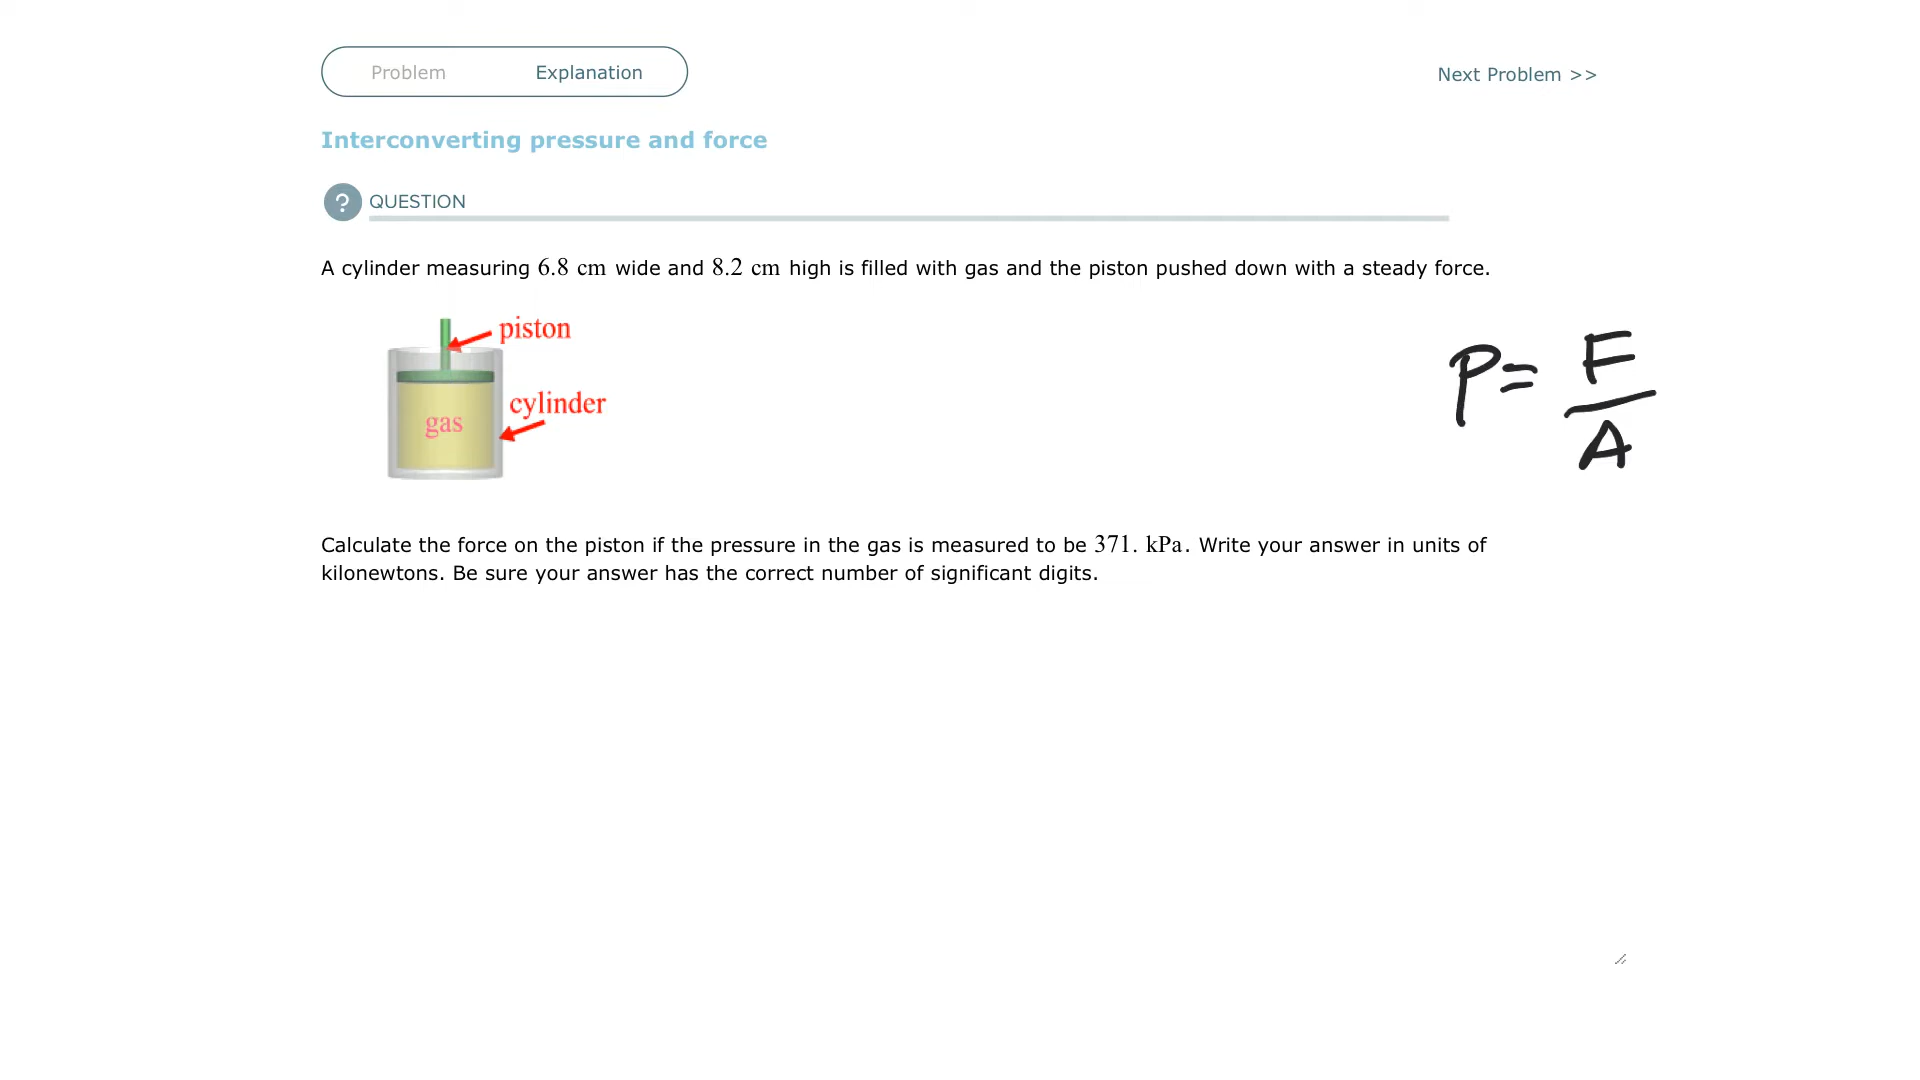 Problem Explanation
Next Problem >>
Interconverting pressure and force
? QUESTION
A cylinder measuring 6.8 cm wide and 8.2 cm high is filled with gas and the piston pushed down with a steady force.
piston
cylinder
gas
P = F
A
Calculate the force on the piston if the pressure in the gas is measured to be 371. kPa. Write your answer in units of
kilonewtons. Be sure your answer has the correct number of significant digits.